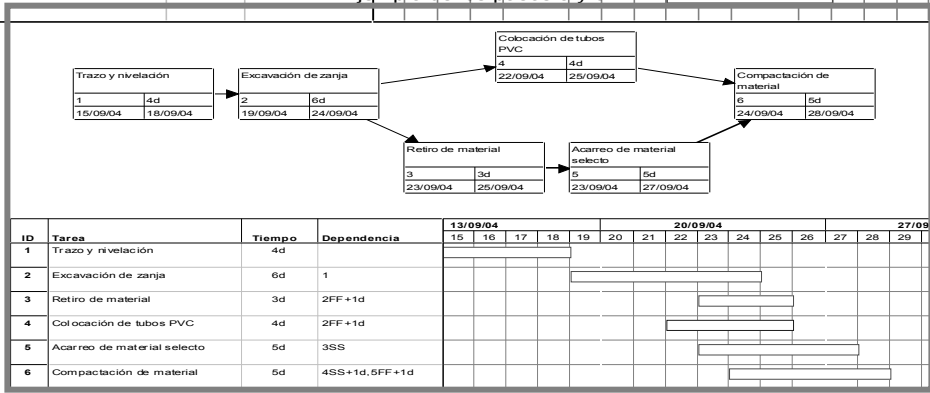 Colocación de tubos
PVC
4 4d
22/09/04 25/09/04
Trazo y nivelación
1 4d
15/09/04 18/09/04
Excavación de zanja
2 6d
19/09/04 24/09/04
Compactación de
material
6 5d
24/09/04 28/09/04
Retiro de material
3 3d
23/09/04 25/09/04
Acarreo de material
selecto
5 5d
23/09/04 27/09/04
13/09/04 20/09/04 27/09
ID Tarea Tiempo Dependencia 15 16 17 18 19 20 21 22 23 24 25 26 27 28 29
1 Trazo y nivelación 4d
2 Excavación de zanja 6d 1
3 Retiro de material 3d 2FF+1d
4 Colocación de tubos PVC 4d 2FF+1d
5 Acarreo de material selecto 5d 3SS
6 Compactación de material 5d 4SS+1d,5FF+1d